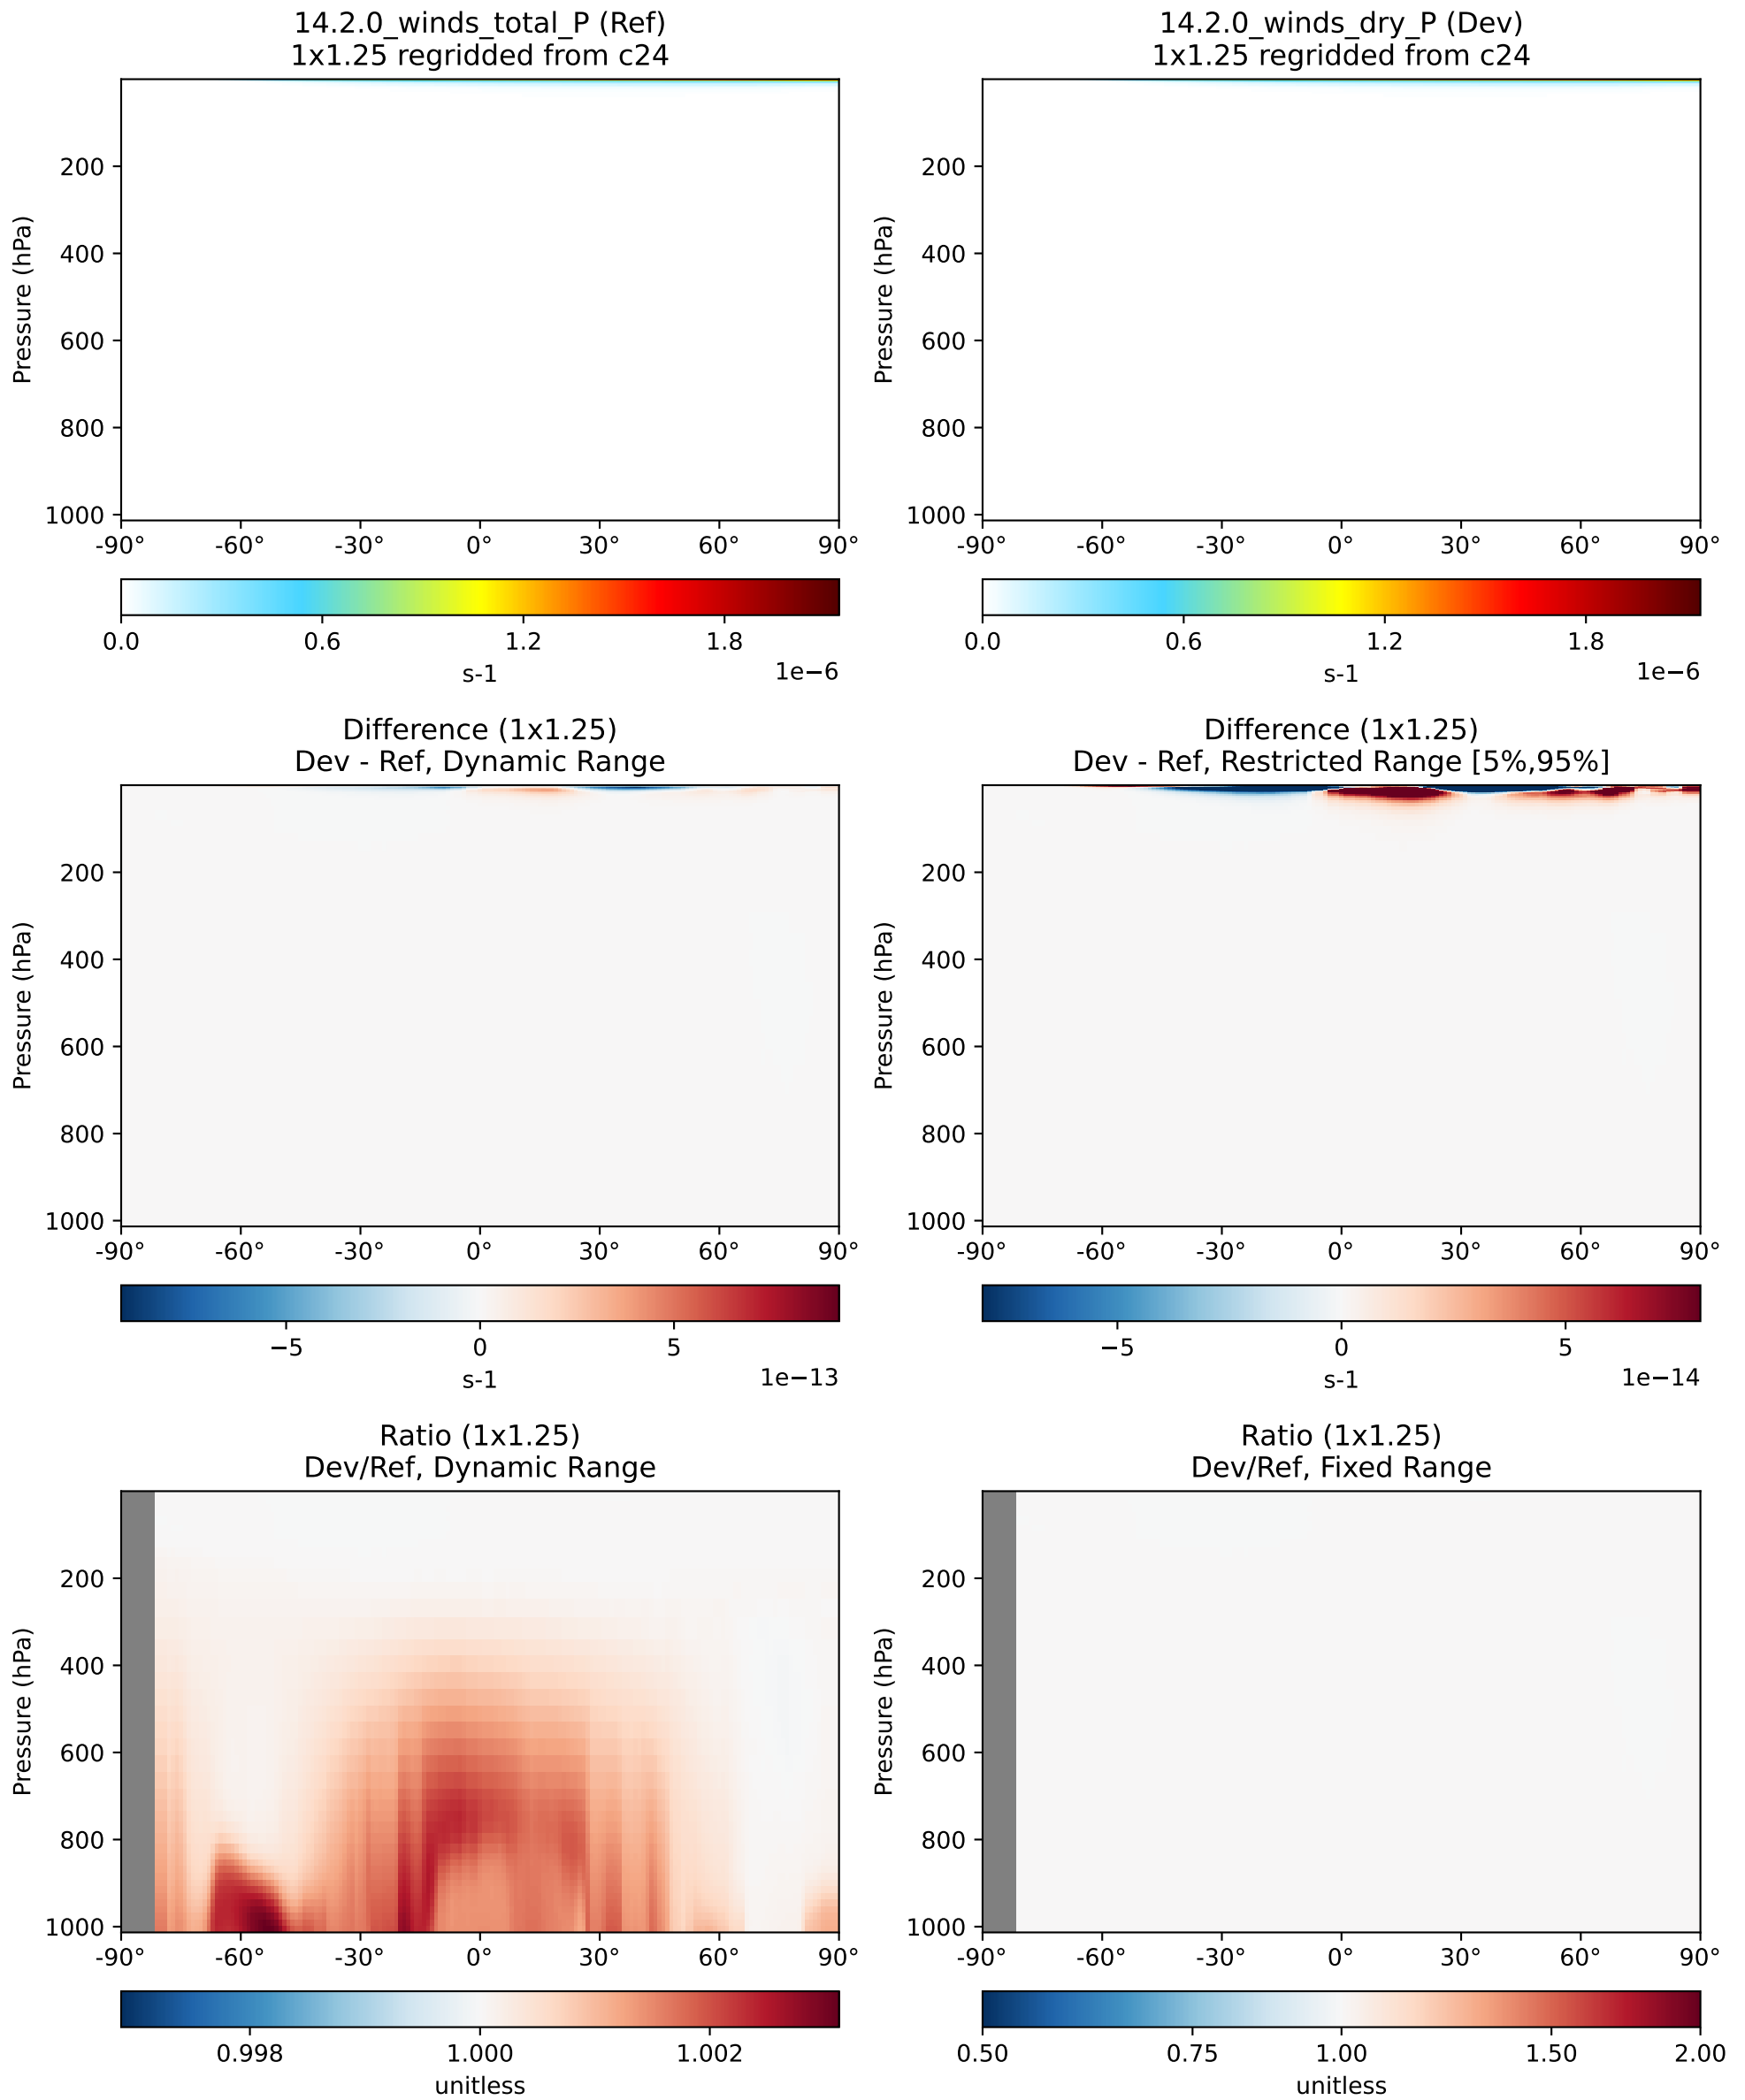 14.2.0_winds_total_P (Ref)
1x1.25 regridded from c24
Pressure (hPa)
200
400
600
800
1000
-90° -60° -30° 0° 30° 60° 90°
0.0 0.6 1.2 1.8
s-1 1e−6
14.2.0_winds_dry_P (Dev)
1x1.25 regridded from c24
Pressure (hPa)
200
400
600
800
1000
-90° -60° -30° 0° 30° 60° 90°
0.0 0.6 1.2 1.8
s-1 1e−6
Difference (1x1.25)
Dev - Ref, Dynamic Range
Pressure (hPa)
200
400
600
800
1000
-90° -60° -30° 0° 30° 60° 90°
−5 0 5
s-1 1e−13
Difference (1x1.25)
Dev - Ref, Restricted Range [5%,95%]
Pressure (hPa)
200
400
600
800
1000
-90° -60° -30° 0° 30° 60° 90°
−5 0 5
s-1 1e−14
Ratio (1x1.25)
Dev/Ref, Dynamic Range
Pressure (hPa)
200
400
600
800
1000
-90° -60° -30° 0° 30° 60° 90°
0.998 1.000 1.002
unitless
Ratio (1x1.25)
Dev/Ref, Fixed Range
Pressure (hPa)
200
400
600
800
1000
-90° -60° -30° 0° 30° 60° 90°
0.50 0.75 1.00 1.50 2.00
unitless